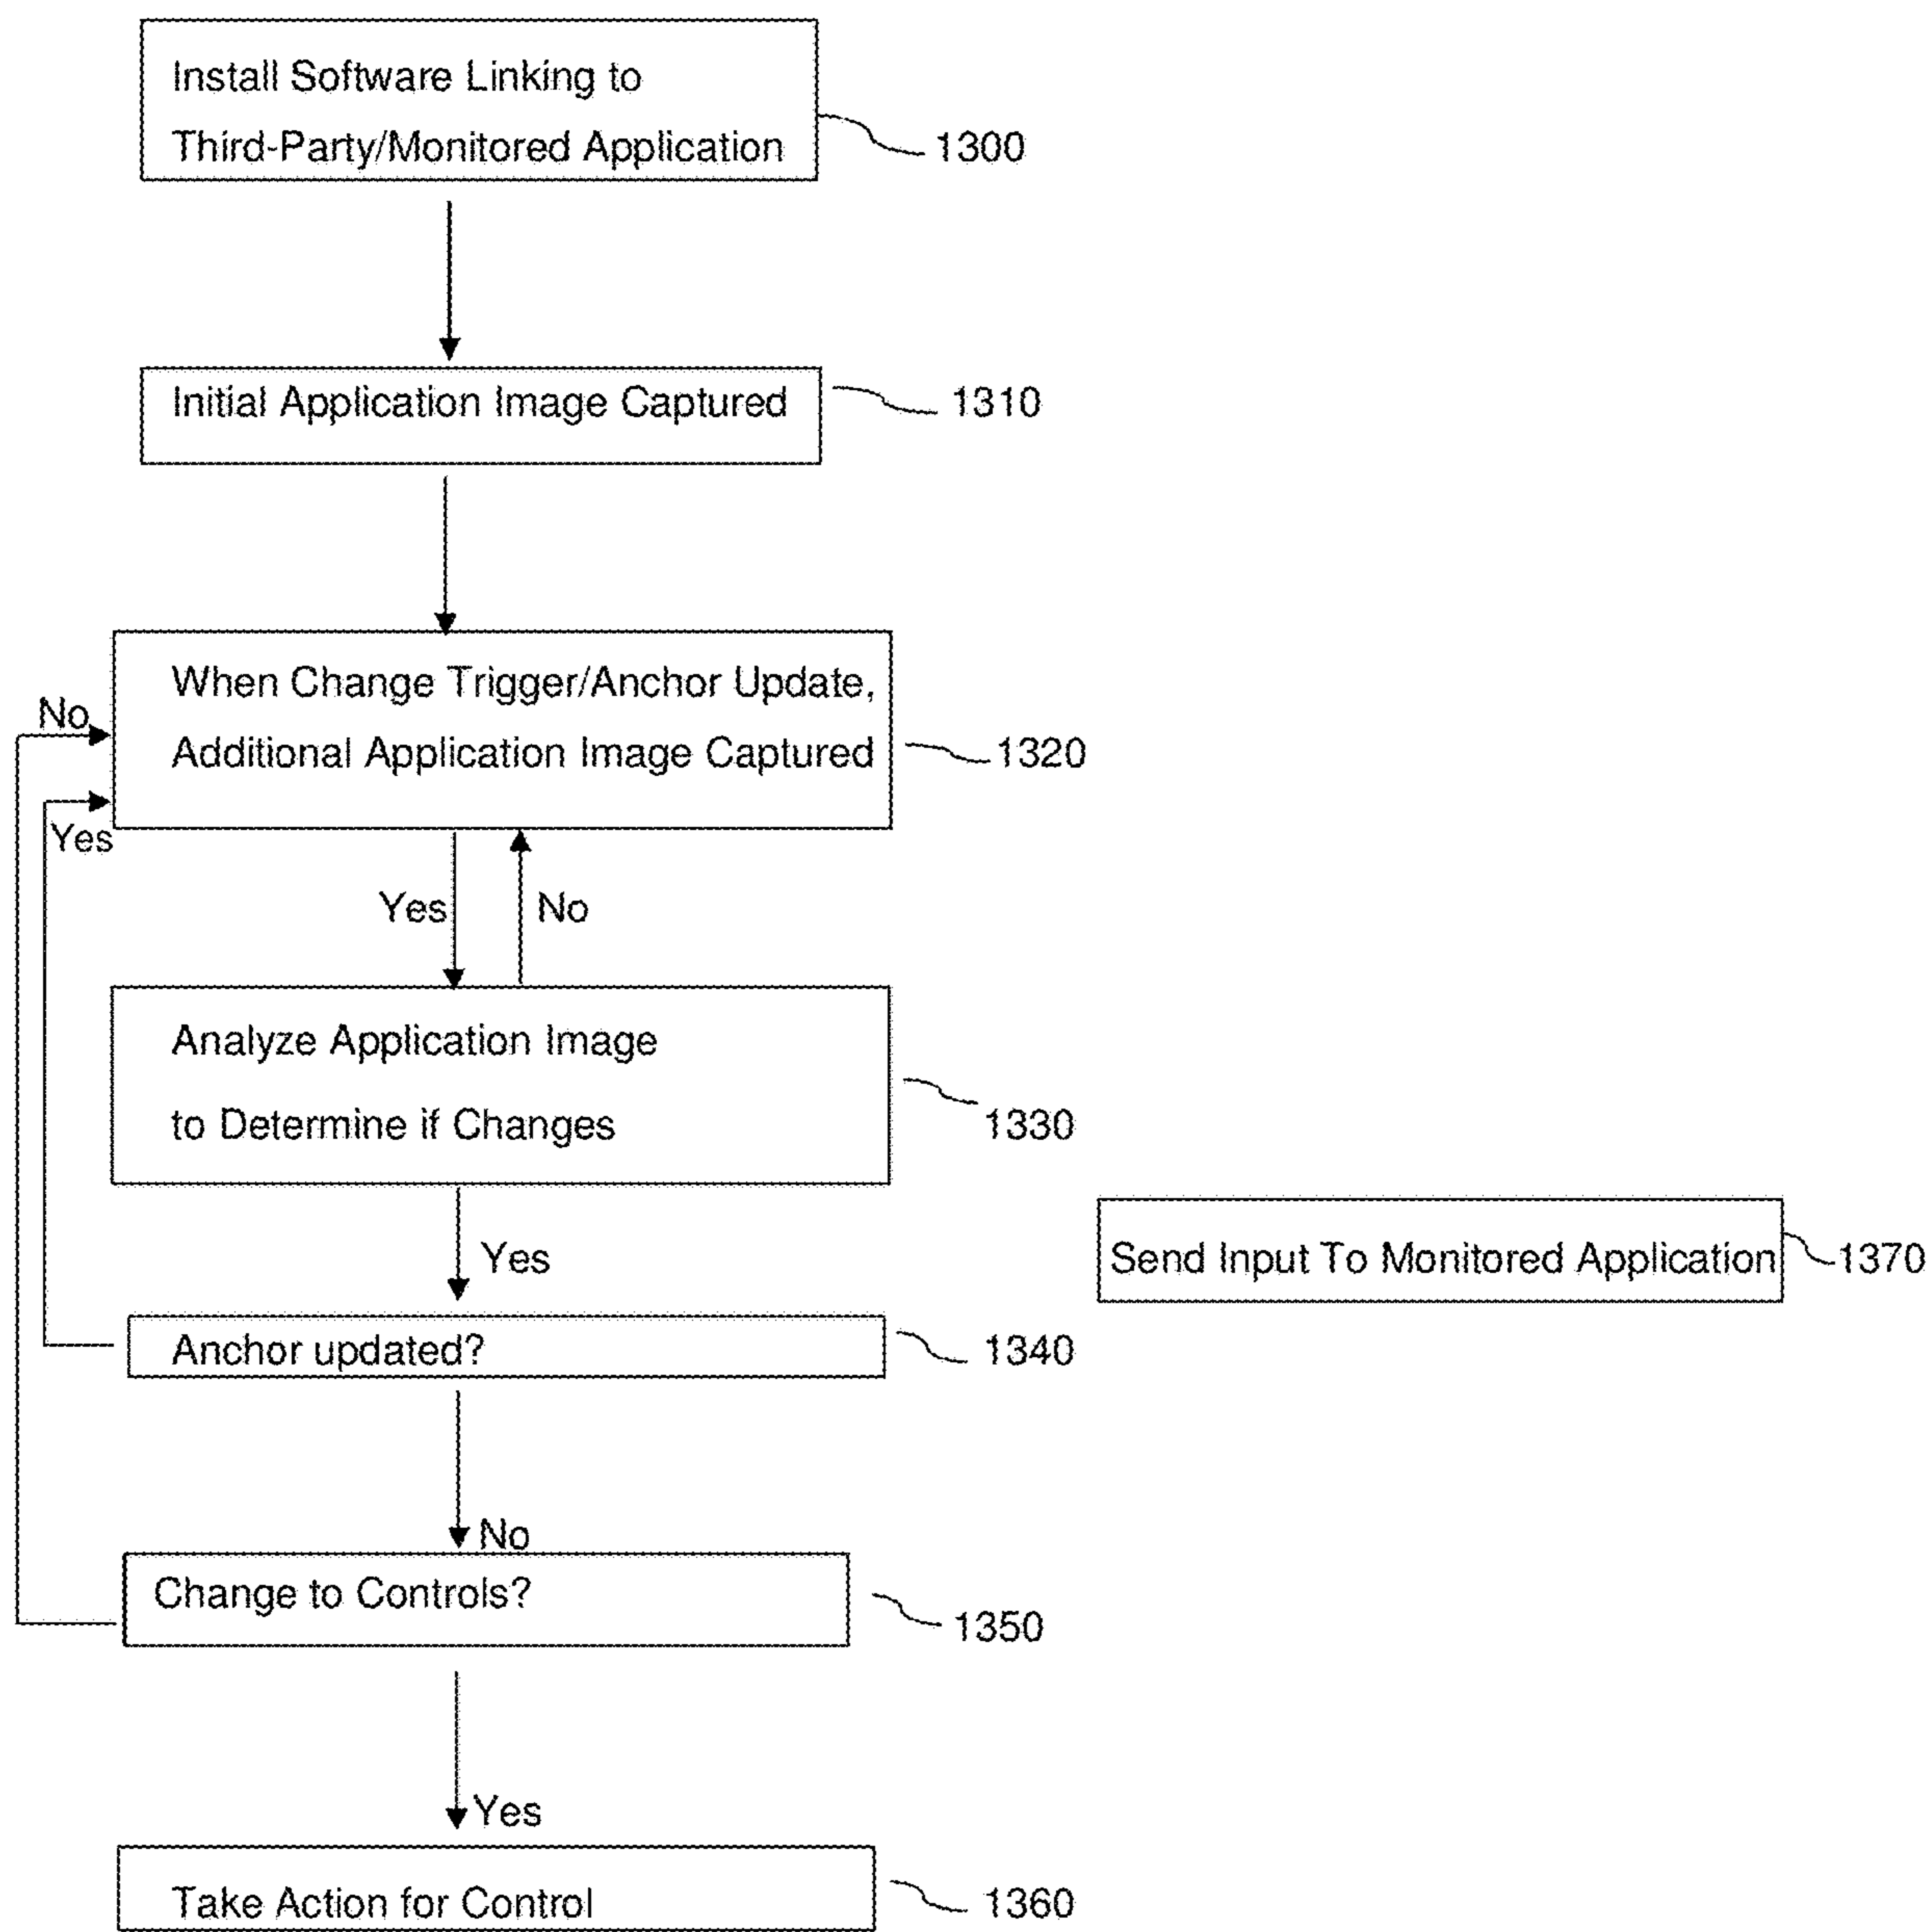 Install Software Linking to
Third-Party/Monitored Application
1300
Initial Application Image Captured
1310
When Change Trigger/Anchor Update,
Additional Application Image Captured
1320
No
Yes
Yes
No
Analyze Application Image
to Determine if Changes
1330
Send Input To Monitored Application
1370
Yes
Anchor updated?
1340
No
Change to Controls?
1350
Yes
Take Action for Control
1360